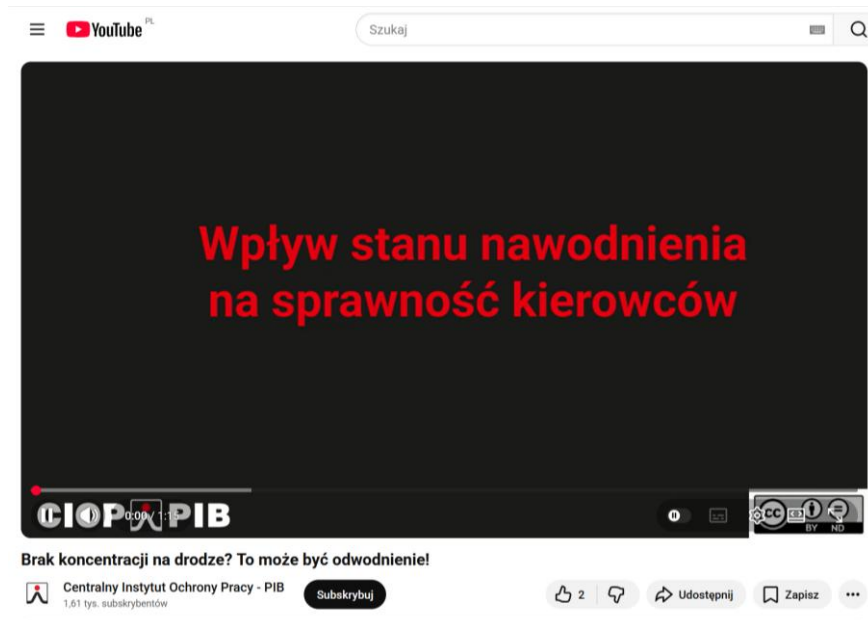 YouTube PL
Szukaj
Wpływ stanu nawodnienia
na sprawność kierowców
CIOP PIB
0:00 / 1:15
CC BY ND
Brak koncentracji na drodze? To może być odwodnienie!
Centralny Instytut Ochrony Pracy - PIB
1,61 tys. subskrybentów
Subskrybuj
2
Udostępnij
Zapisz